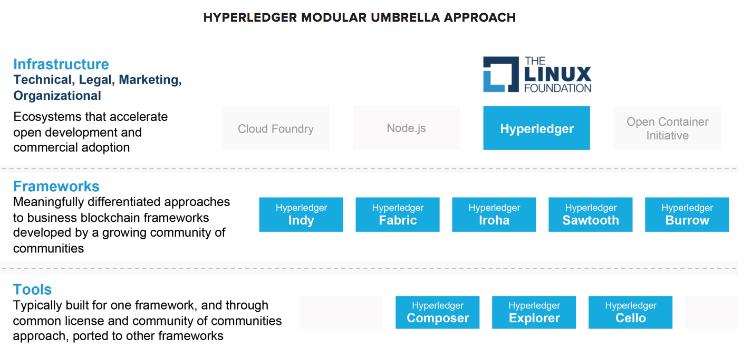 HYPERLEDGER MODULAR UMBRELLA APPROACH
Infrastructure
Technical, Legal, Marketing,
Organizational
Ecosystems that accelerate
open development and
commercial adoption
THE
LINUX
FOUNDATION
Cloud Foundry
Node.js
Hyperledger
Open Container
Initiative
Frameworks
Meaningfully differentiated approaches
to business blockchain frameworks
developed by a growing community of
communities
Hyperledger
Indy
Hyperledger
Fabric
Hyperledger
Iroha
Hyperledger
Sawtooth
Hyperledger
Burrow
Tools
Typically built for one framework, and through
common license and community of communities
approach, ported to other frameworks
Hyperledger
Composer
Hyperledger
Explorer
Hyperledger
Cello